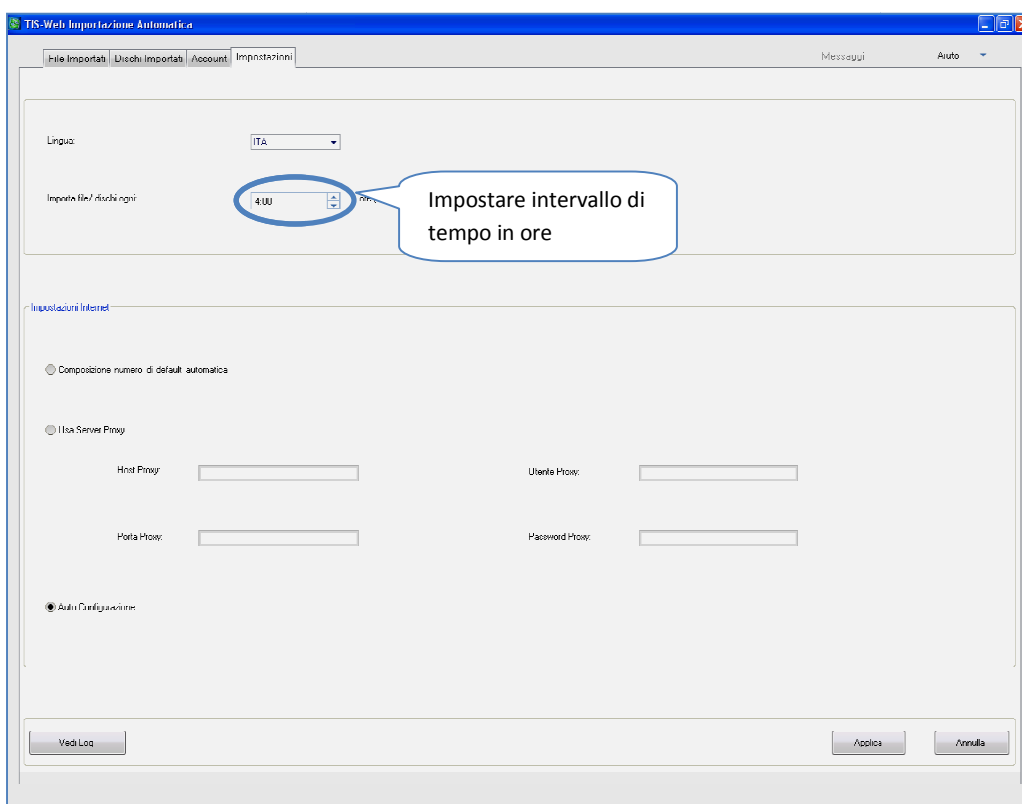 TIS-Web Importazione Automatica
File Importati Dischi Importati Account Impostazioni Messaggi Aiuto
Lingua: ITA
Importa file/ dischi ogni: 4:00
Impostare intervallo di
tempo in ore
Impostazioni Internet
Composizione numero di default automatica
Usa Server Proxy
Host Proxy: Utente Proxy:
Porta Proxy: Password Proxy:
Auto Configurazione
Vedi Log Applica Annulla